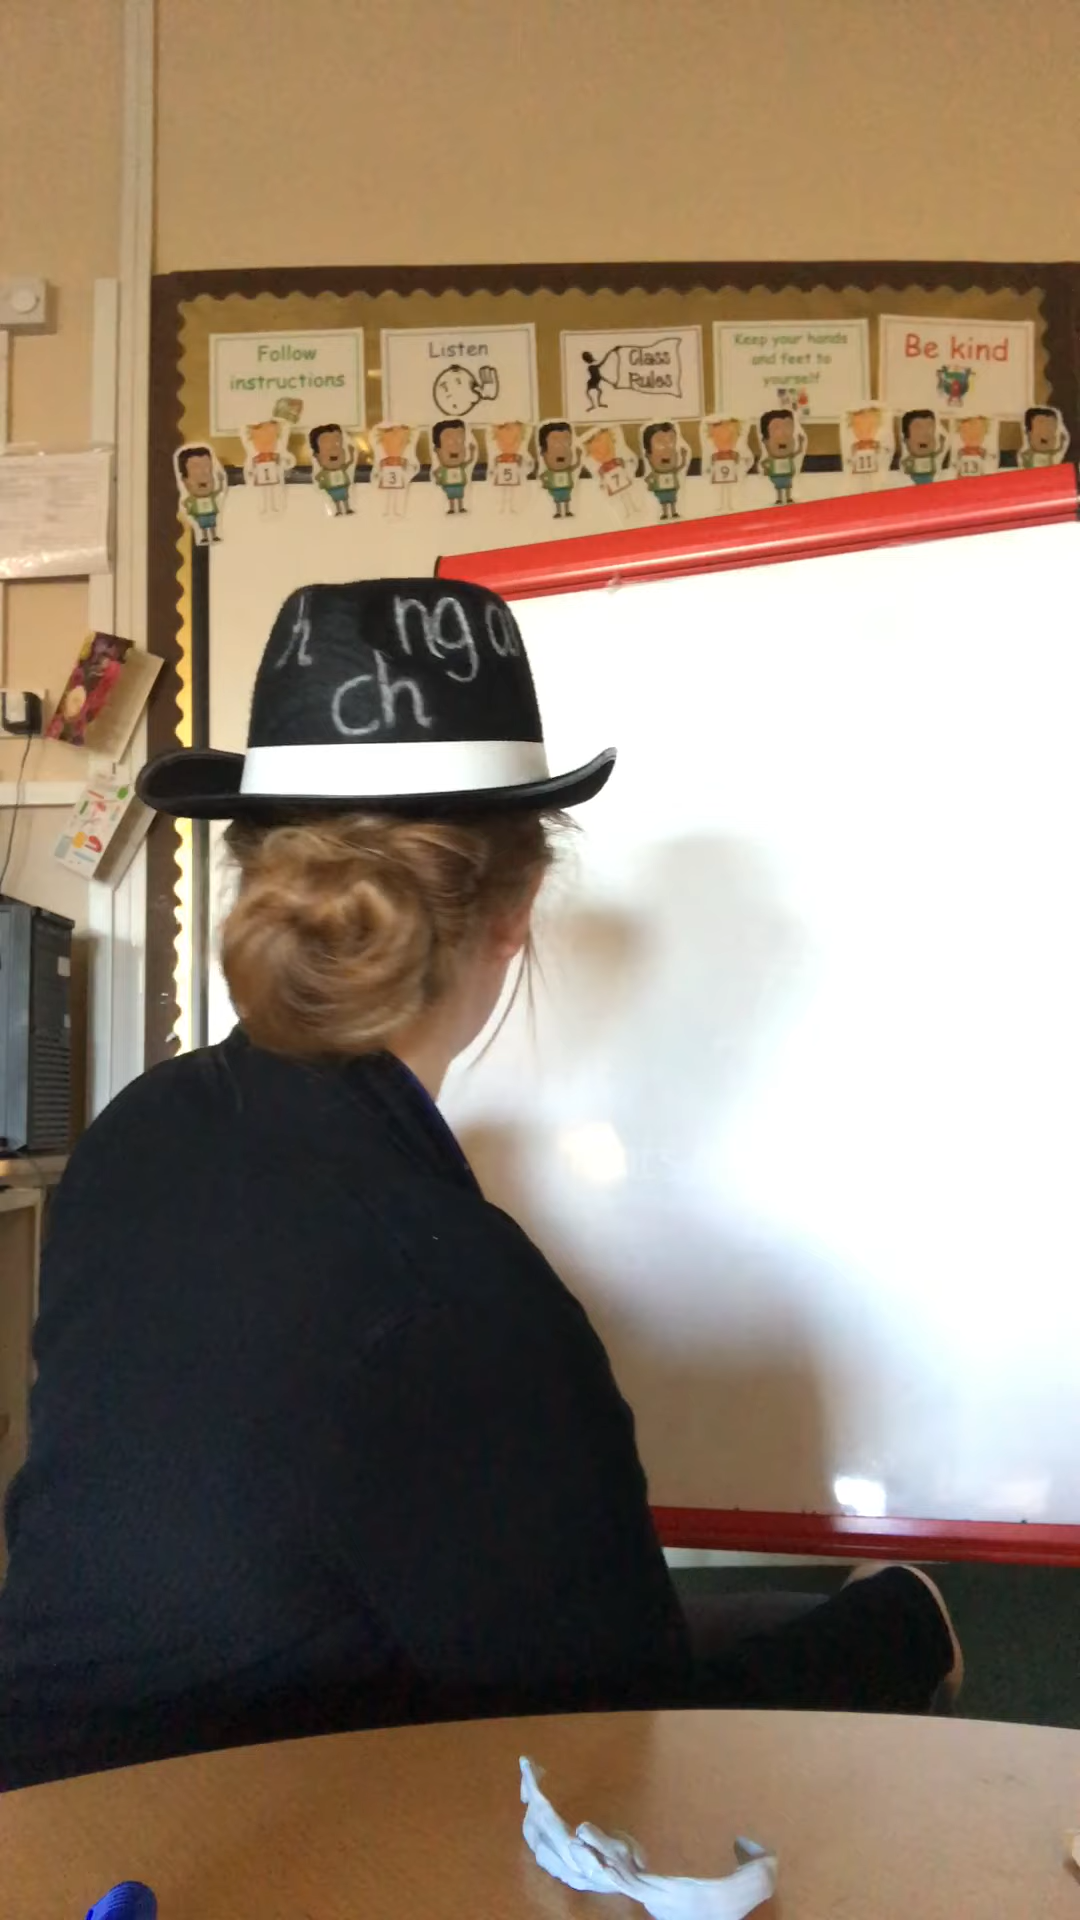 Follow
instructions
Listen
Class
Rules
Keep your hands
and feet to
yourself
Be kind
1
3
5
7
9
11
13
h
ng
ch